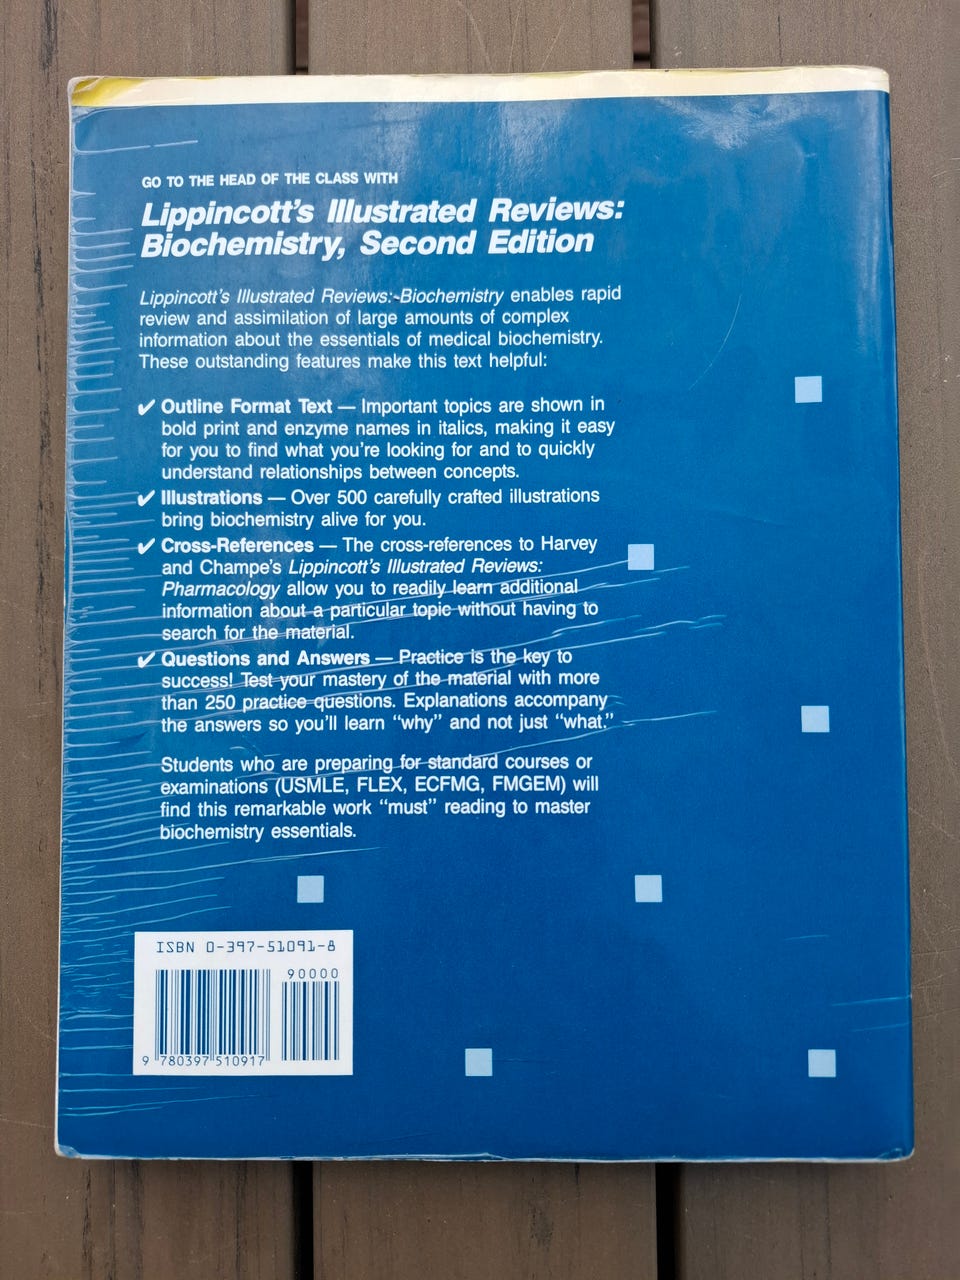 GO TO THE HEAD OF THE CLASS WITH
Lippincott's Illustrated Reviews:
Biochemistry, Second Edition
Lippincott's Illustrated Reviews: Biochemistry enables rapid
review and assimilation of large amounts of complex
information about the essentials of medical biochemistry.
These outstanding features make this text helpful:
✔ Outline Format Text — Important topics are shown in
bold print and enzyme names in italics, making it easy
for you to find what you're looking for and to quickly
understand relationships between concepts.
✔ Illustrations — Over 500 carefully crafted illustrations
bring biochemistry alive for you.
✔ Cross-References — The cross-references to Harvey
and Champe's Lippincott's Illustrated Reviews:
Pharmacology allow you to readily learn additional
information about a particular topic without having to
search for the material.
✔ Questions and Answers — Practice is the key to
success! Test your mastery of the material with more
than 250 practice questions. Explanations accompany
the answers so you'll learn "why" and not just "what."
Students who are preparing for standard courses or
examinations (USMLE, FLEX, ECFMG, FMGEM) will
find this remarkable work "must" reading to master
biochemistry essentials.
ISBN 0-397-51091-8
90000
9 780397 510917